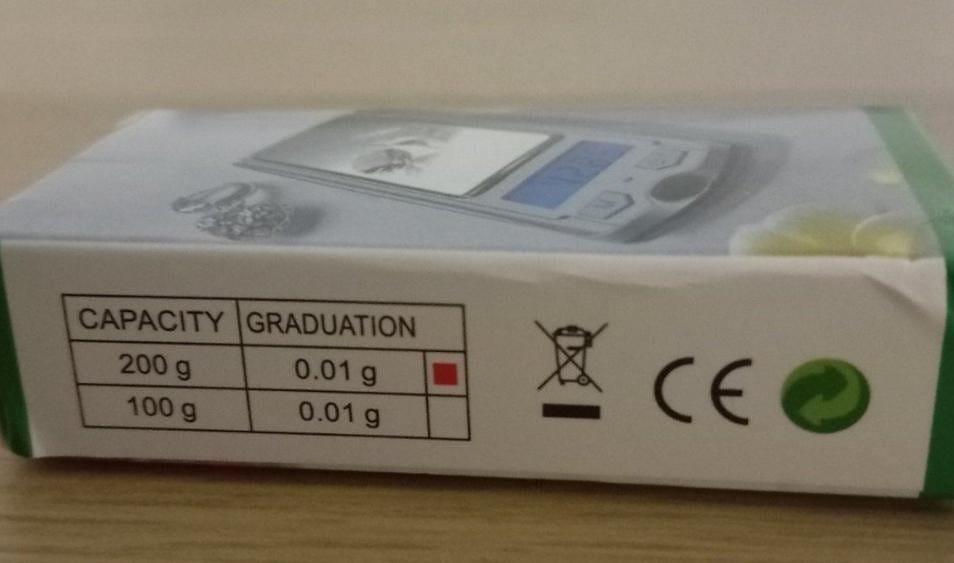 CAPACITY GRADUATION
200 g 0.01 g
100 g 0.01 g
CE